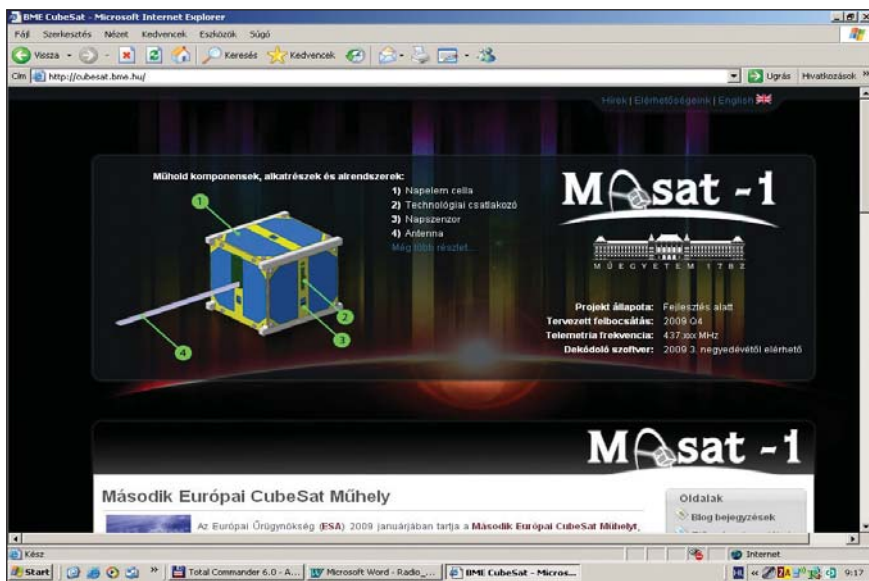 BME CubeSat - Microsoft Internet Explorer
Fájl Szerkesztés Nézet Kedvencek Eszközök Súgó
Vissza Keresés Kedvencek
Cím http://cubesat.bme.hu/ Ugrás Hivatkozások »
Hírek | Elérhetőségeink | English
Műhold komponensek, alkatrészek és alrendszerek:
1) Napelem cella
2) Technológiai csatlakozó
3) Napszenzor
4) Antenna
Még több részlet...
1
2
3
4
Masat -1
MŰEGYETEM 1782
Projekt állapota: Fejlesztés alatt
Tervezett felbocsátás: 2009 Q4
Telemetria frekvencia: 437.xxx MHz
Dekódoló szoftver: 2009 3. negyedévétől elérhető
Masat -1
Második Európai CubeSat Műhely
Az Európai Űrügynökség (ESA) 2009 januárjában tartja a Második Európai CubeSat Műhelyt,
Oldalak
Blog bejegyzések
Kész Internet
Start » Total Commander 6.0 - A... Microsoft Word - Radio_... BME CubeSat - Micros... HU « 9:17